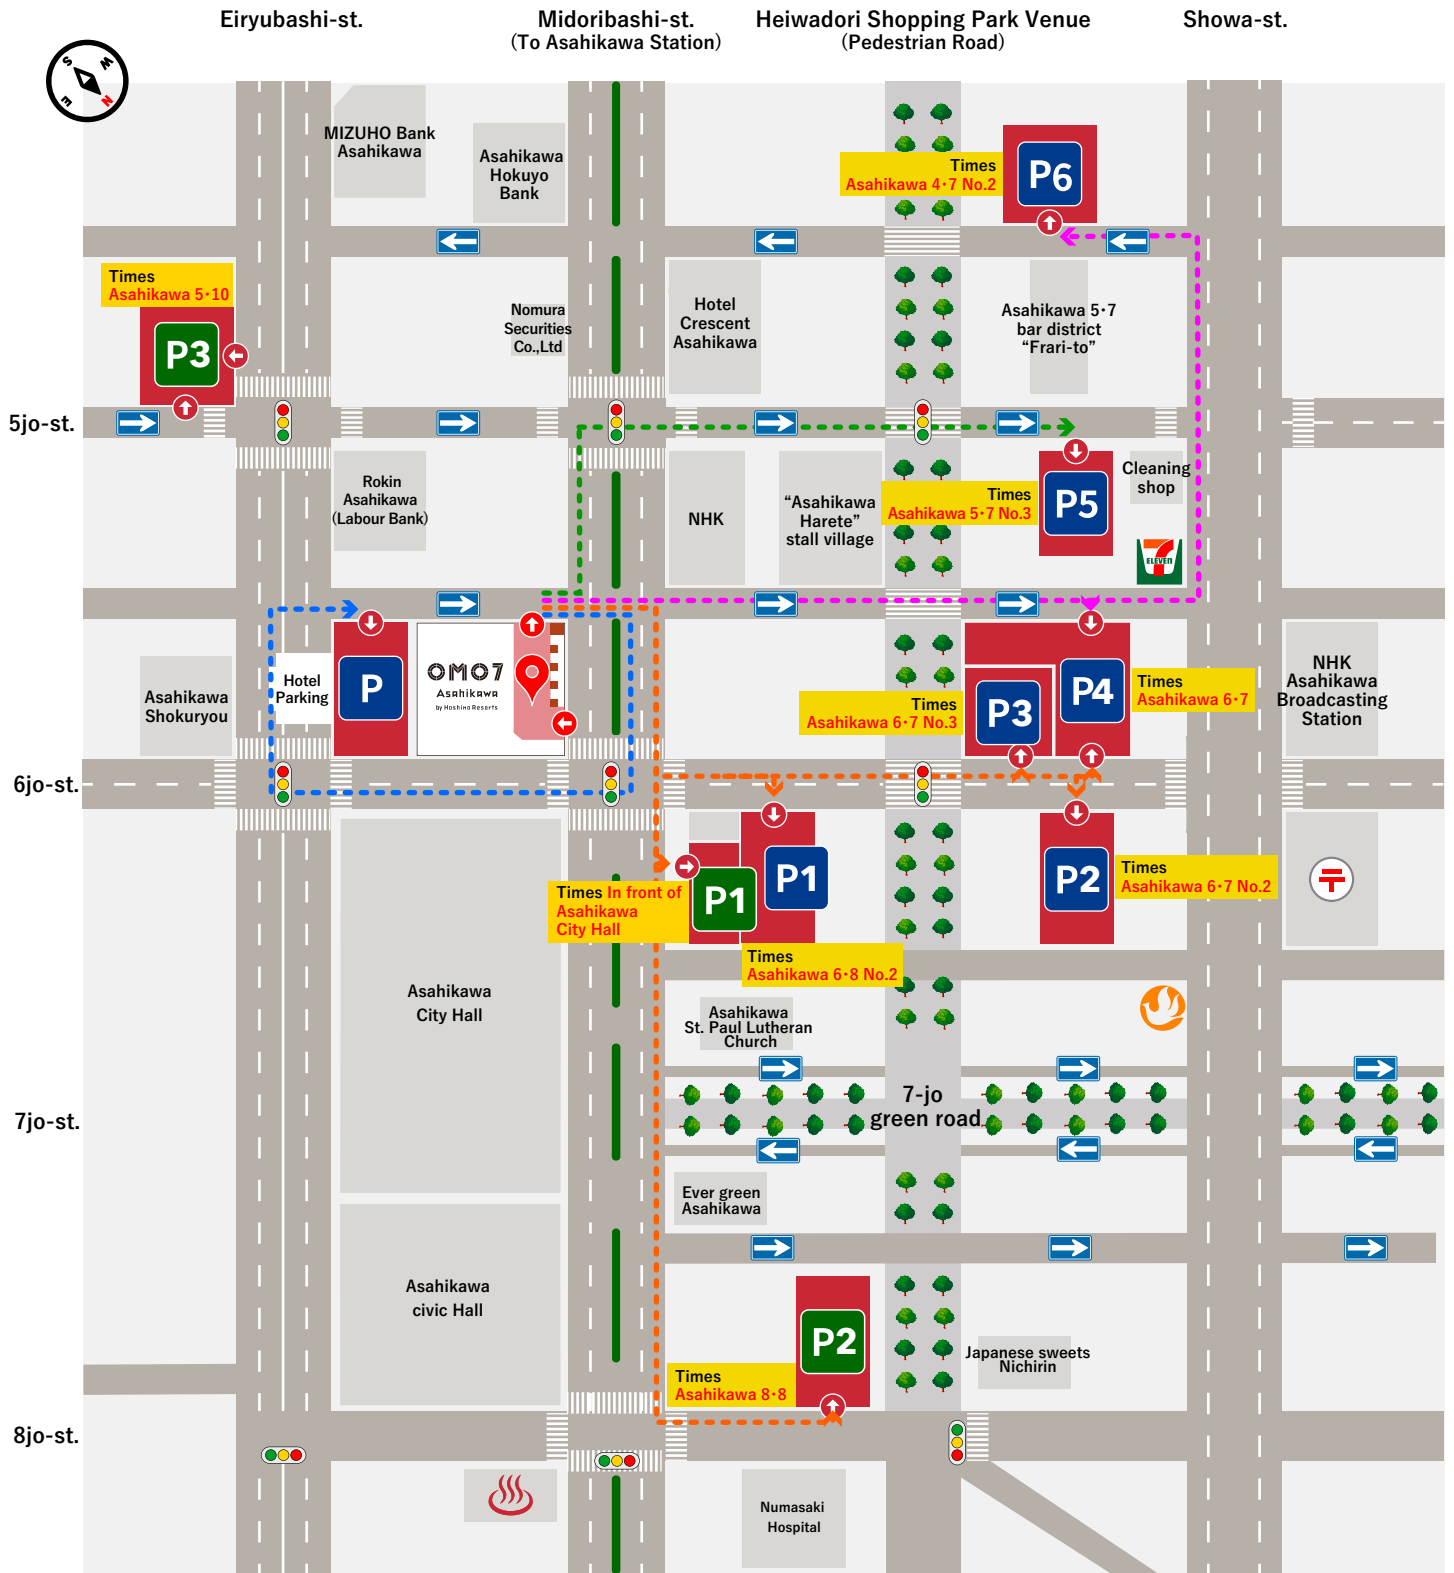 Eiryubashi-st.
Midoribashi-st.
(To Asahikawa Station)
Heiwadori Shopping Park Venue
(Pedestrian Road)
Showa-st.
S
W
E
N
MIZUHO Bank
Asahikawa
Asahikawa
Hokuyo
Bank
Times
Asahikawa 4・7 No.2
P6
Times
Asahikawa 5・10
P3
Nomura
Securities
Co.,Ltd
Hotel
Crescent
Asahikawa
Asahikawa 5・7
bar district
“Frari-to”
5jo-st.
Rokin
Asahikawa
(Labour Bank)
NHK
“Asahikawa
Harete”
stall village
Times
Asahikawa 5・7 No.3
P5
Cleaning
shop
7
ELEVEN
Asahikawa
Shokuryou
Hotel
Parking
P
OMO7
Asahikawa
by Hoshino Resorts
Times
Asahikawa 6・7 No.3
P3
P4
Times
Asahikawa 6・7
NHK
Asahikawa
Broadcasting
Station
6jo-st.
Times In front of
Asahikawa
City Hall
P1
P1
Times
Asahikawa 6・8 No.2
P2
Times
Asahikawa 6・7 No.2
〒
Asahikawa
City Hall
Asahikawa
St. Paul Lutheran
Church
7jo-st.
7-jo
green road
Ever green
Asahikawa
Asahikawa
civic Hall
P2
Times
Asahikawa 8・8
Japanese sweets
Nichirin
8jo-st.
Numasaki
Hospital